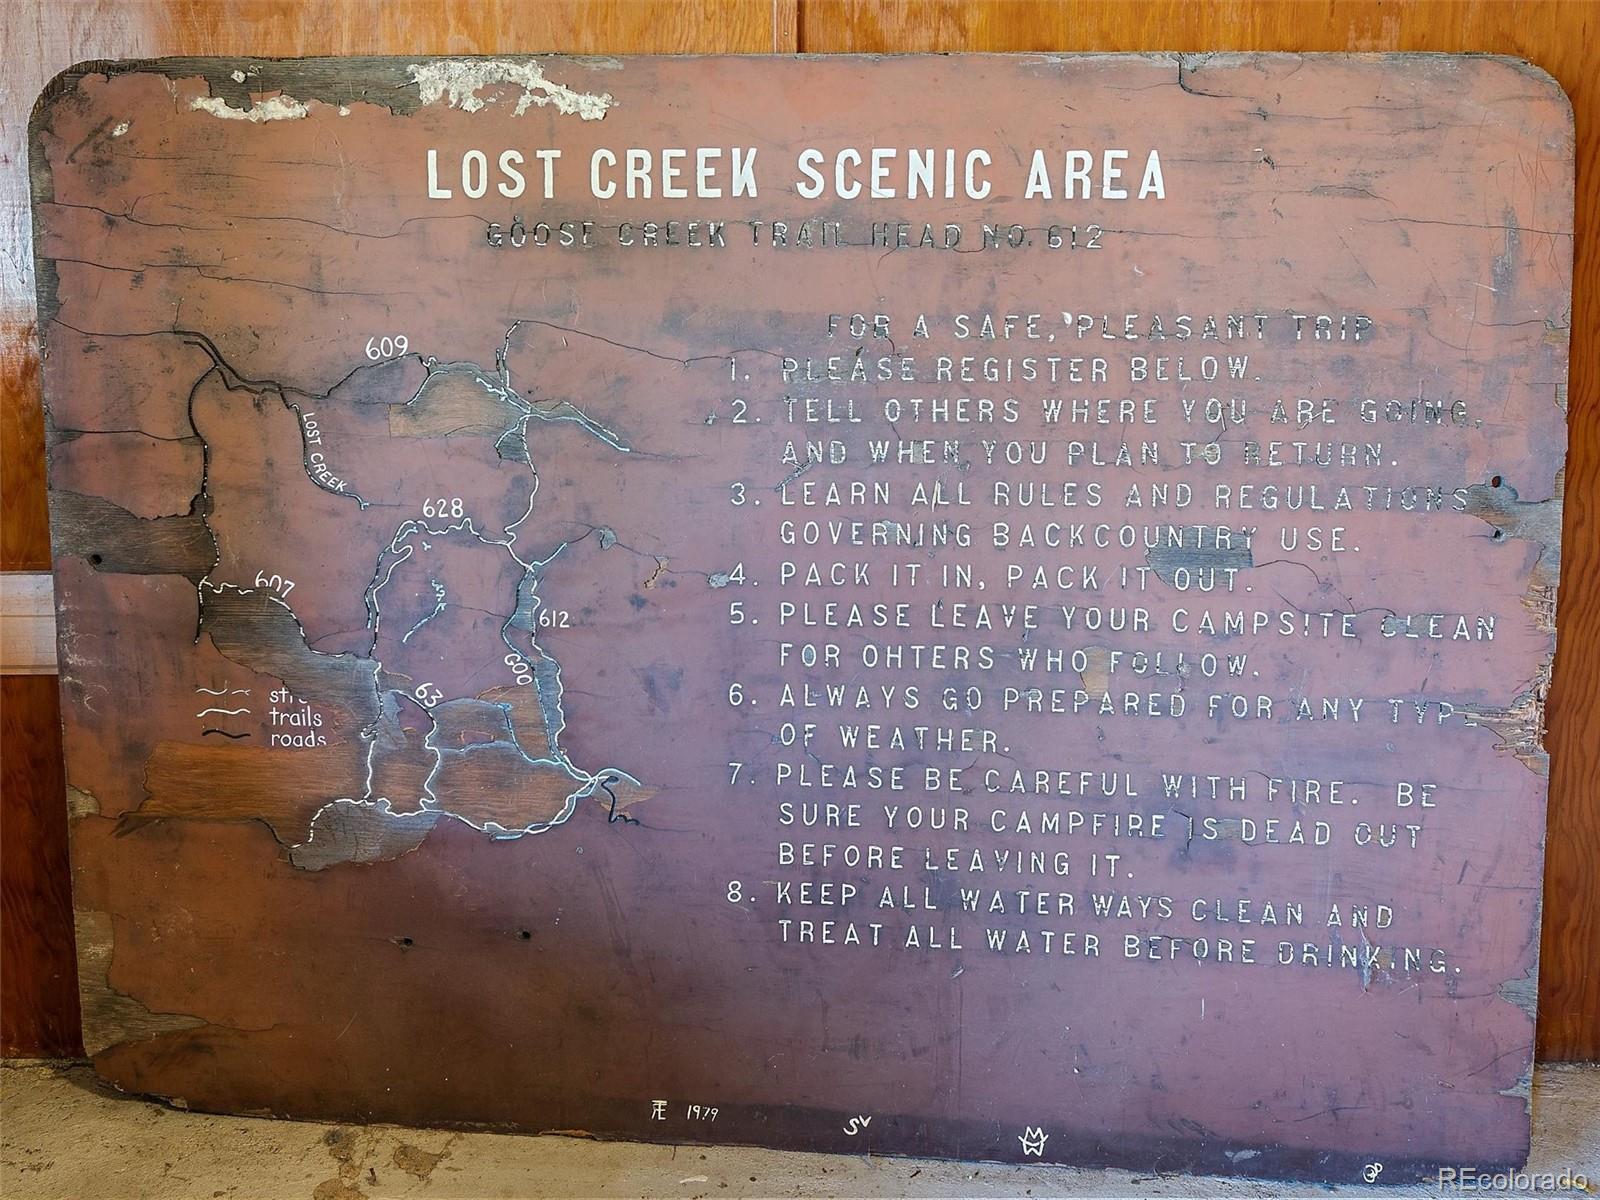 LOST CREEK SCENIC AREA
GOOSE CREEK TRAIL HEAD NO. 612
609
LOST CREEK
628
607
612
GOO
63
trails
roads
FOR A SAFE, PLEASANT TRIP
1. PLEASE REGISTER BELOW.
2. TELL OTHERS WHERE YOU ARE GOING,
AND WHEN YOU PLAN TO RETURN.
3. LEARN ALL RULES AND REGULATIONS
GOVERNING BACKCOUNTRY USE.
4. PACK IT IN, PACK IT OUT.
5. PLEASE LEAVE YOUR CAMPSITE CLEAN
FOR OHTERS WHO FOLLOW.
6. ALWAYS GO PREPARED FOR ANY TYPE
OF WEATHER.
7. PLEASE BE CAREFUL WITH FIRE. BE
SURE YOUR CAMPFIRE IS DEAD OUT
BEFORE LEAVING IT.
8. KEEP ALL WATER WAYS CLEAN AND
TREAT ALL WATER BEFORE DRINKING.
1979
SV
REcolorado